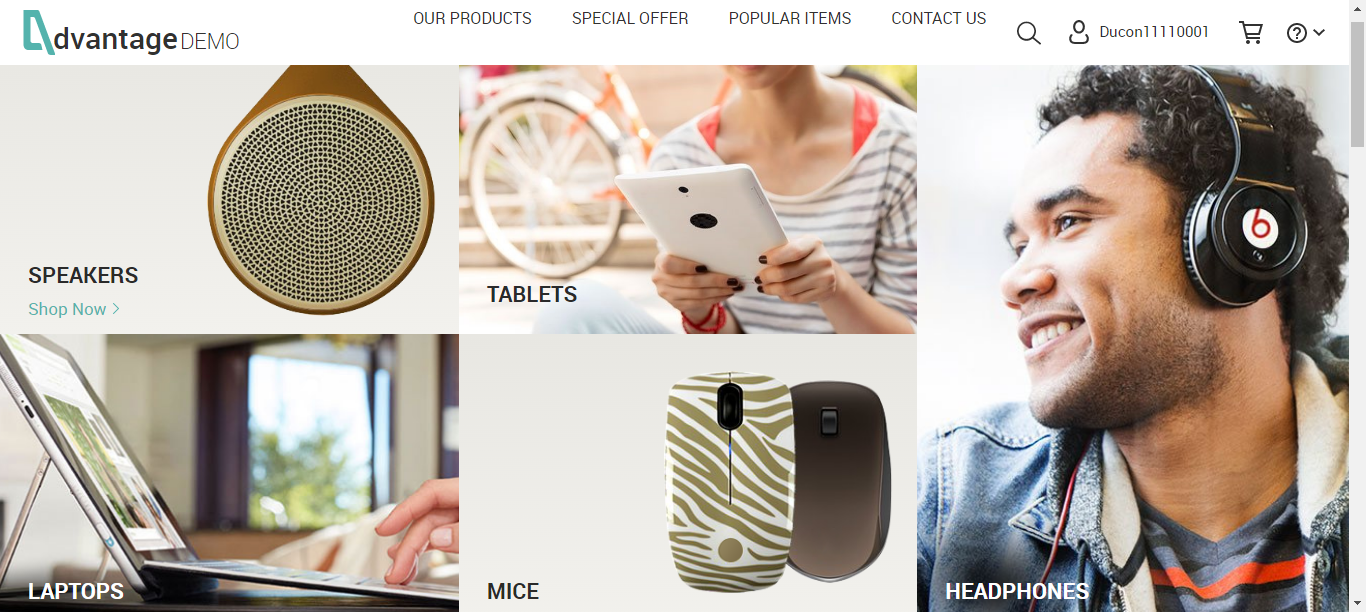 dvantage DEMO
OUR PRODUCTS
SPECIAL OFFER
POPULAR ITEMS
CONTACT US
Ducon11110001
SPEAKERS
Shop Now
TABLETS
LAPTOPS
MICE
HEADPHONES